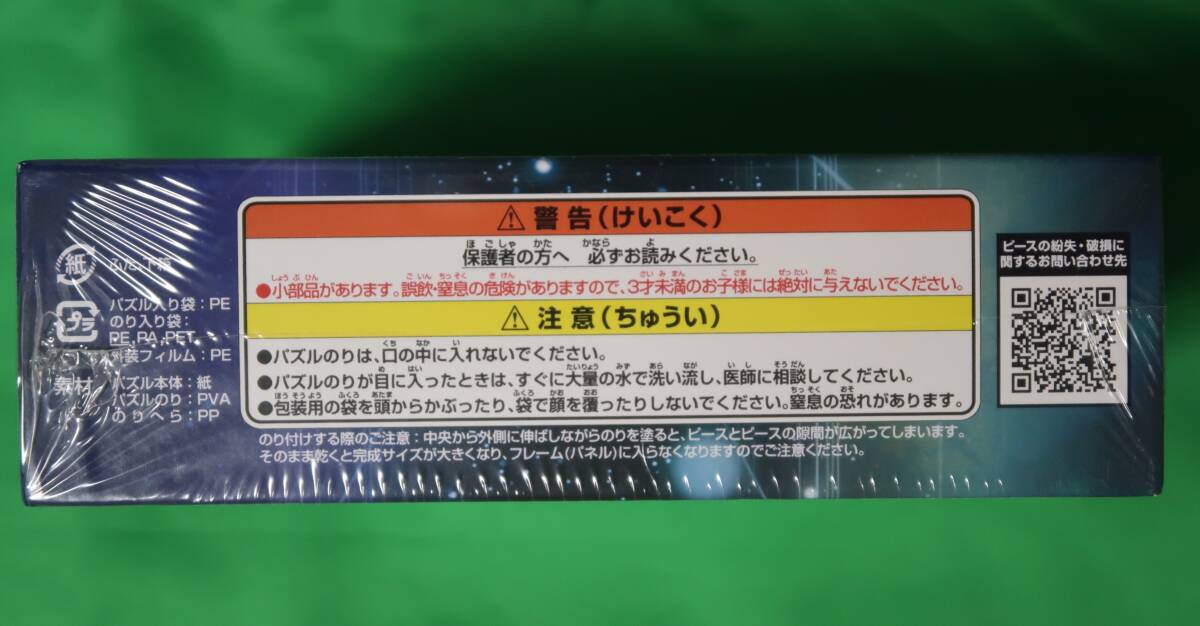 警告(けいこく)
保護者の方へ 必ずお読みください。
●小部品があります。誤飲・窒息の危険がありますので、3才未満のお子様には絶対に与えないでください。
注意(ちゅうい)
●パズルのりは、口の中に入れないでください。
●パズルのりが目に入ったときは、すぐに大量の水で洗い流し、医師に相談してください。
●包装用の袋を頭からかぶったり、袋で顔を覆ったりしないでください。窒息の恐れがあります。
のり付けする際のご注意:中央から外側に伸ばしながらのりを塗ると、ピースとピースの隙間が広がってしまいます。
そのまま乾くと完成サイズが大きくなり、フレーム(パネル)に入らなくなりますのでご注意ください。
紙
プラ
パズル入り袋:PE
のり入り袋:
PE,PA,PET
外装フィルム:PE
素材
パズル本体:紙
パズルのり:PVA
のりへら:PP
ピースの紛失・破損に
関するお問い合わせ先